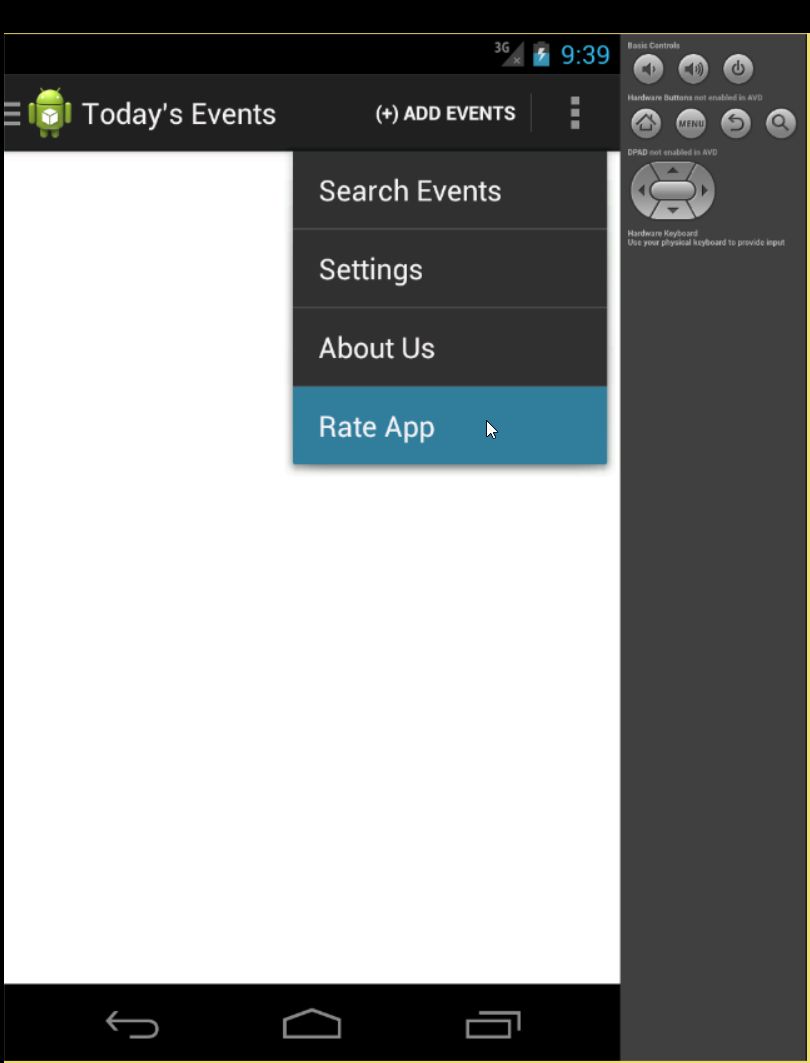 3G 9:39
Today's Events (+) ADD EVENTS
Search Events
Settings
About Us
Rate App
Basic Controls
Hardware Buttons not enabled in AVD
MENU
DPAD not enabled in AVD
Hardware Keyboard
Use your physical keyboard to provide input